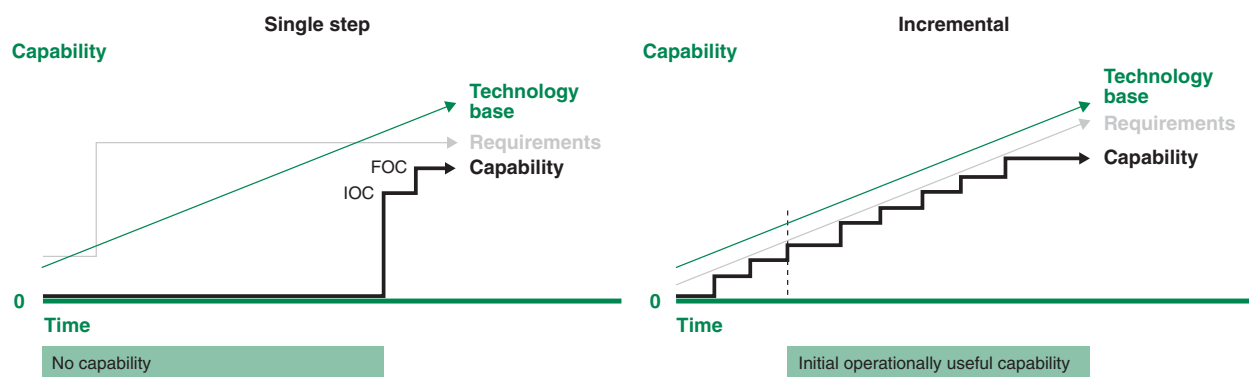 Single step
Capability
Technology
base
Requirements
FOC
Capability
IOC
0
Time
No capability
Incremental
Capability
Technology
base
Requirements
Capability
0
Time
Initial operationally useful capability